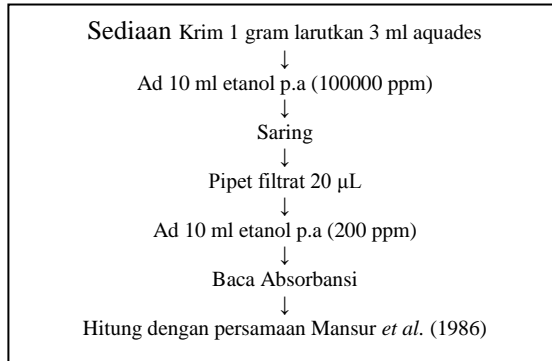 Sediaan Krim 1 gram larutkan 3 ml aquades
↓
Ad 10 ml etanol p.a (100000 ppm)
↓
Saring
↓
Pipet filtrat 20 μL
↓
Ad 10 ml etanol p.a (200 ppm)
↓
Baca Absorbansi
↓
Hitung dengan persamaan Mansur et al. (1986)